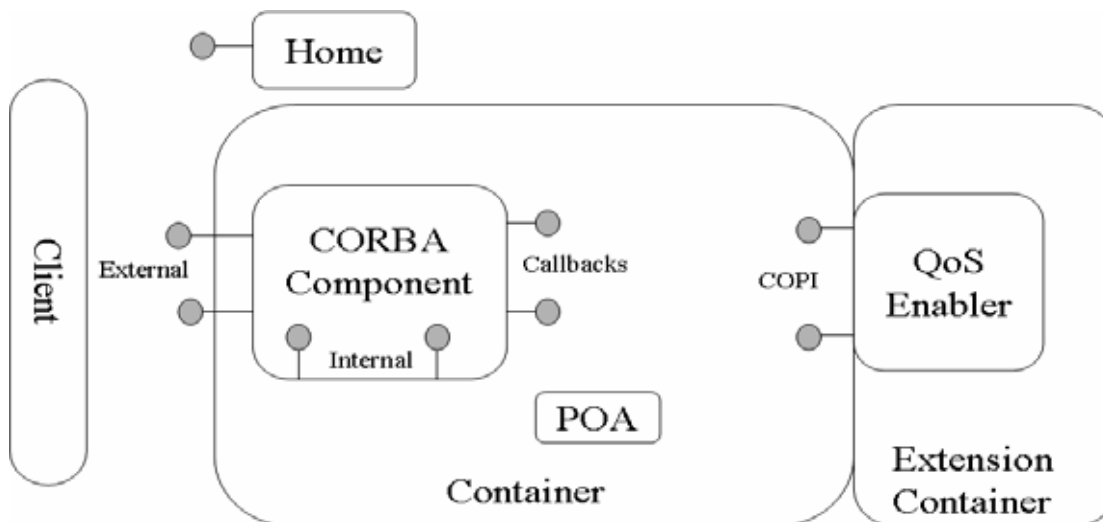 Home
Client
External
CORBA
Component
Internal
Callbacks
COPI
QoS
Enabler
POA
Container
Extension
Container